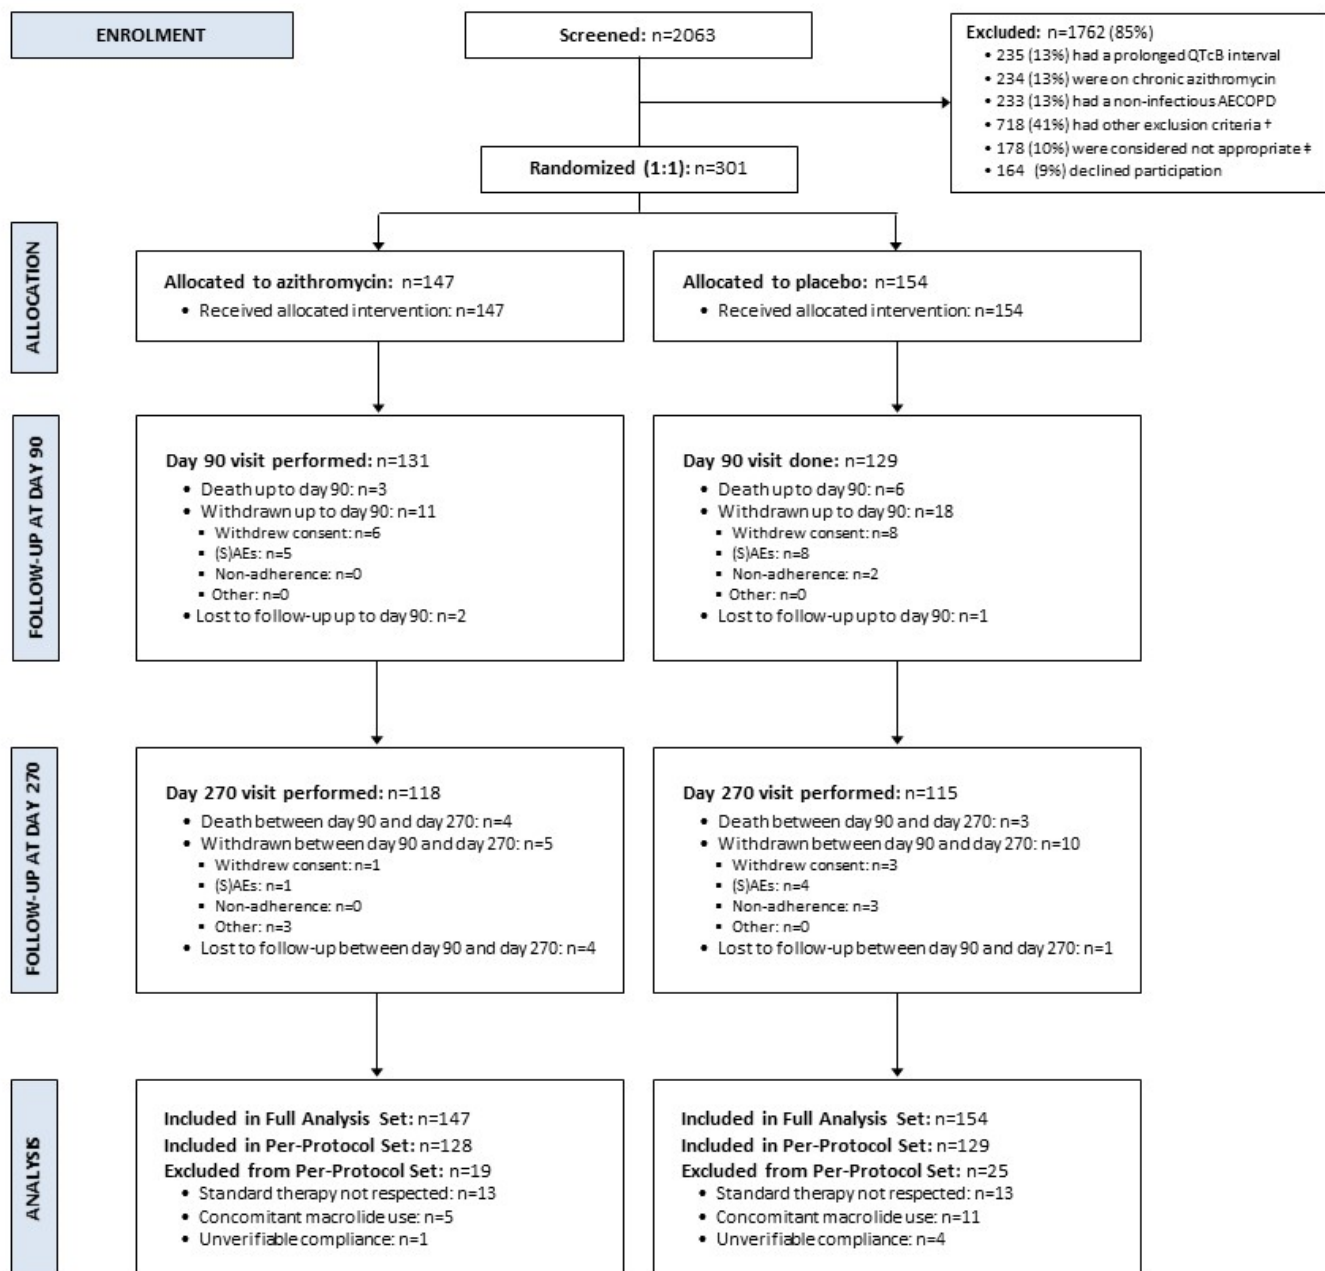 ENROLMENT
Screened: n=2063
Excluded: n=1762 (85%)
• 235 (13%) had a prolonged QTcB interval
• 234 (13%) were on chronic azithromycin
• 233 (13%) had a non-infectious AECOPD
• 718 (41%) had other exclusion criteria †
• 178 (10%) were considered not appropriate ‡
• 164 (9%) declined participation
Randomized (1:1): n=301
ALLOCATION
Allocated to azithromycin: n=147
• Received allocated intervention: n=147
Allocated to placebo: n=154
• Received allocated intervention: n=154
FOLLOW-UP AT DAY 90
Day 90 visit performed: n=131
• Death up to day 90: n=3
• Withdrawn up to day 90: n=11
▪ Withdrew consent: n=6
▪ (S)AEs: n=5
▪ Non-adherence: n=0
▪ Other: n=0
• Lost to follow-up up to day 90: n=2
Day 90 visit done: n=129
• Death up to day 90: n=6
• Withdrawn up to day 90: n=18
▪ Withdrew consent: n=8
▪ (S)AEs: n=8
▪ Non-adherence: n=2
▪ Other: n=0
• Lost to follow-up up to day 90: n=1
FOLLOW-UP AT DAY 270
Day 270 visit performed: n=118
• Death between day 90 and day 270: n=4
• Withdrawn between day 90 and day 270: n=5
▪ Withdrew consent: n=1
▪ (S)AEs: n=1
▪ Non-adherence: n=0
▪ Other: n=3
• Lost to follow-up between day 90 and day 270: n=4
Day 270 visit performed: n=115
• Death between day 90 and day 270: n=3
• Withdrawn between day 90 and day 270: n=10
▪ Withdrew consent: n=3
▪ (S)AEs: n=4
▪ Non-adherence: n=3
▪ Other: n=0
• Lost to follow-up between day 90 and day 270: n=1
ANALYSIS
Included in Full Analysis Set: n=147
Included in Per-Protocol Set: n=128
Excluded from Per-Protocol Set: n=19
• Standard therapy not respected: n=13
• Concomitant macrolide use: n=5
• Unverifiable compliance: n=1
Included in Full Analysis Set: n=154
Included in Per-Protocol Set: n=129
Excluded from Per-Protocol Set: n=25
• Standard therapy not respected: n=13
• Concomitant macrolide use: n=11
• Unverifiable compliance: n=4